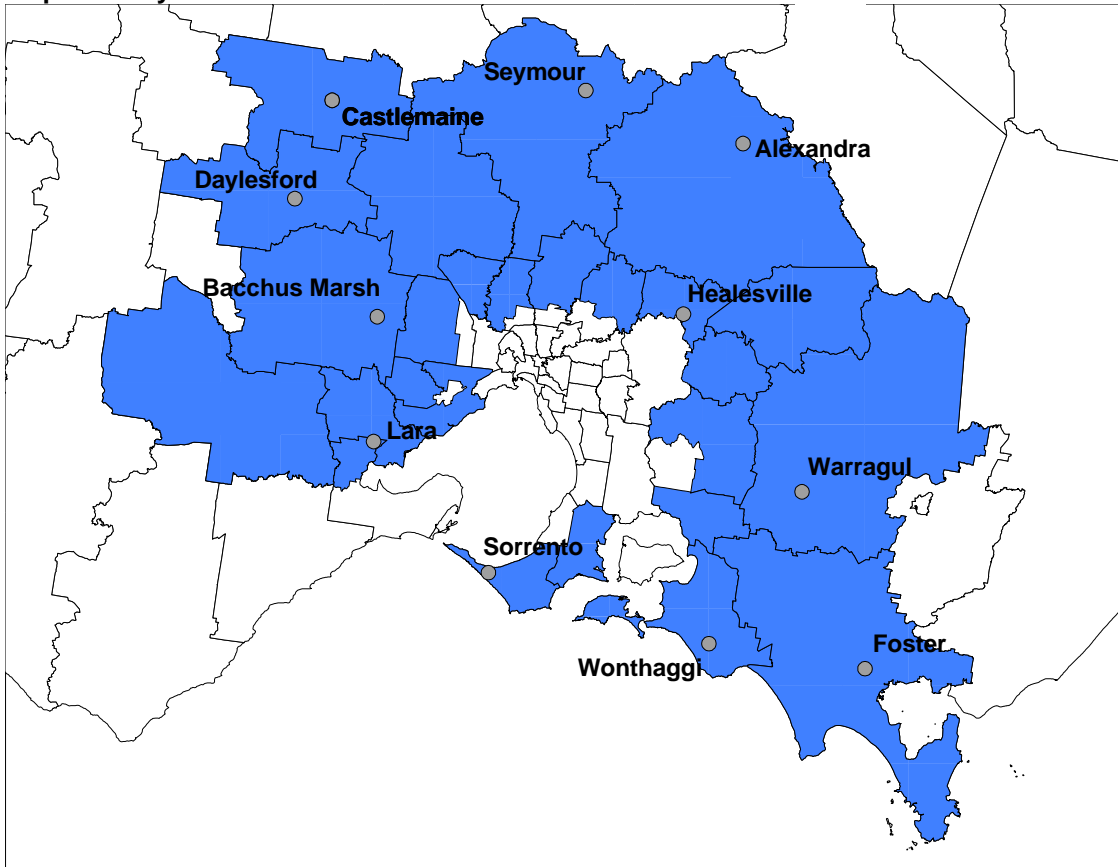 Seymour
Castlemaine
Alexandra
Daylesford
Bacchus Marsh
Healesville
Lara
Warragul
Sorrento
Foster
Wonthaggi